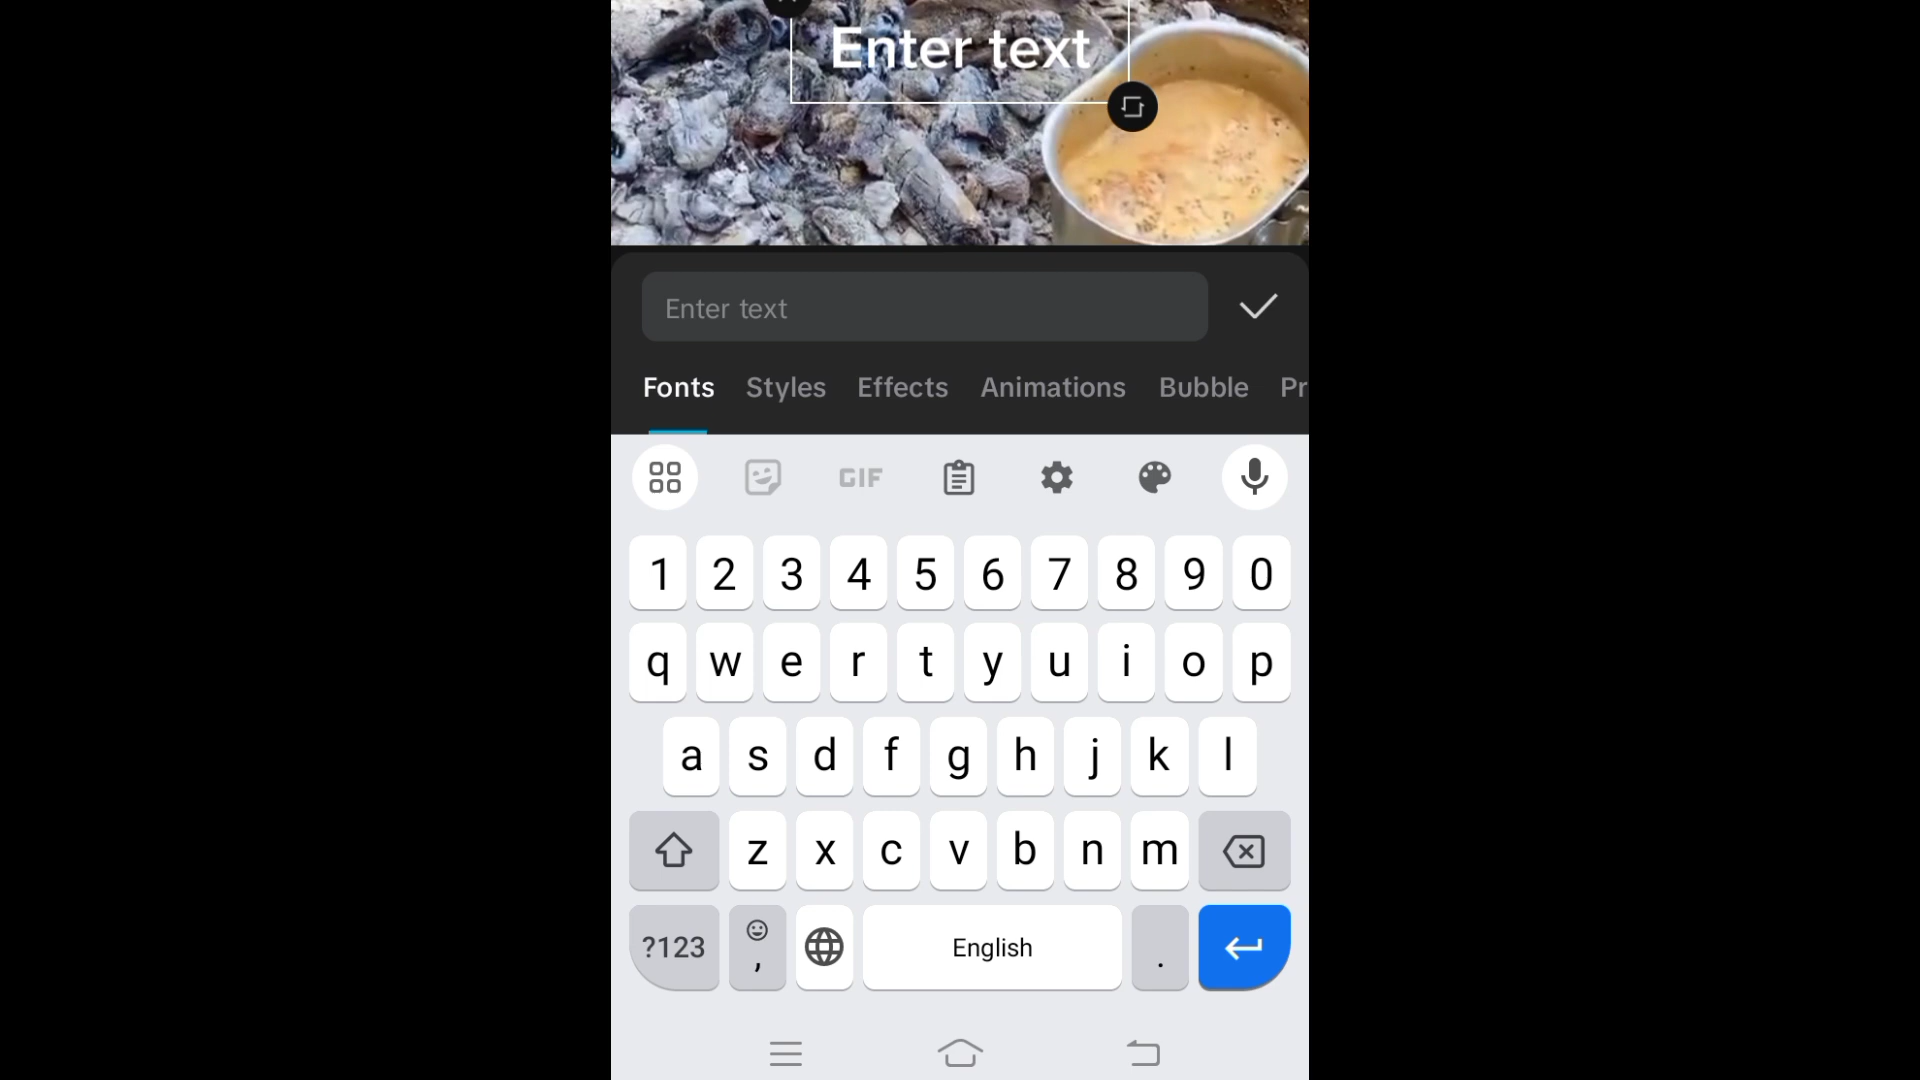 Enter text
Enter text
Fonts Styles Effects Animations Bubble Pr
GIF
1 2 3 4 5 6 7 8 9 0
q w e r t y u i o p
a s d f g h j k l
z x c v b n m
?123 , English .